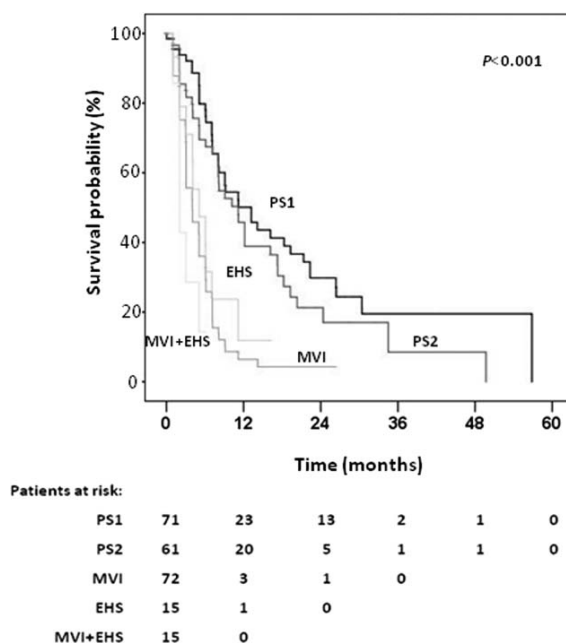 100
80
60
40
20
0
Survival probability (%)
P<0.001
PS1
EHS
MVI+EHS
MVI
PS2
0 12 24 36 48 60
Time (months)
Patients at risk:
PS1 71 23 13 2 1 0
PS2 61 20 5 1 1 0
MVI 72 3 1 0
EHS 15 1 0
MVI+EHS 15 0